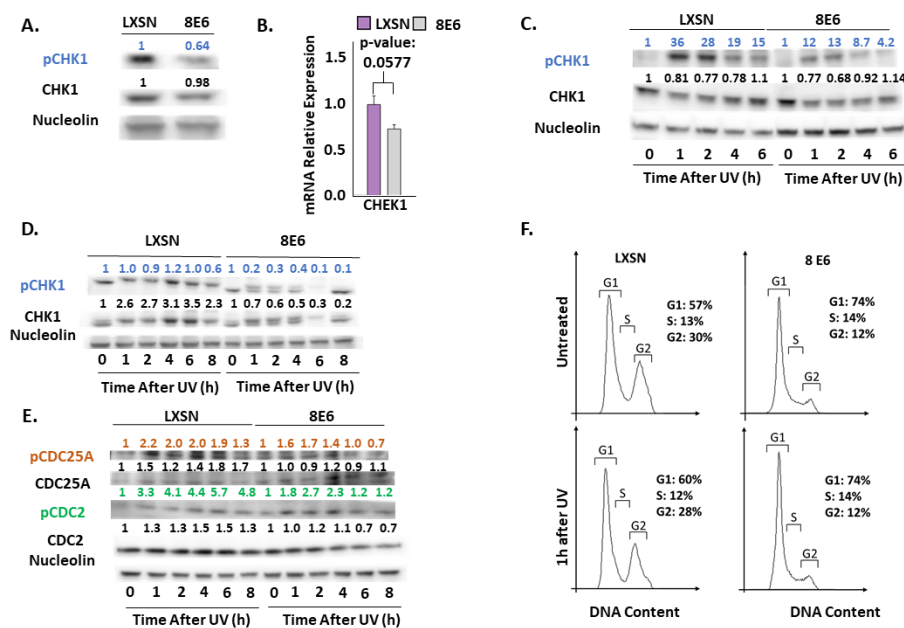 A.
LXSN 8E6
pCHK1 1 0.64
CHK1 1 0.98
Nucleolin
B.
LXSN 8E6
p-value:
0.0577
mRNA Relative Expression
1.5
1.0
0.5
0.0
CHEK1
C.
LXSN 8E6
pCHK1 1 36 28 19 15 1 12 13 8.7 4.2
1 0.81 0.77 0.78 1.1 1 0.77 0.68 0.92 1.14
CHK1
Nucleolin
0 1 2 4 6 0 1 2 4 6
Time After UV (h) Time After UV (h)
D.
LXSN 8E6
1 1.0 0.9 1.2 1.0 0.6 1 0.2 0.3 0.4 0.1 0.1
pCHK1
1 2.6 2.7 3.1 3.5 2.3 1 0.7 0.6 0.5 0.3 0.2
CHK1
Nucleolin
0 1 2 4 6 8 0 1 2 4 6 8
Time After UV (h) Time After UV (h)
E.
LXSN 8E6
1 2.2 2.0 2.0 1.9 1.3 1 1.6 1.7 1.4 1.0 0.7
pCDC25A
1 1.5 1.2 1.4 1.8 1.7 1 1.0 0.9 1.2 0.9 1.1
CDC25A
1 3.3 4.1 4.4 5.7 4.8 1 1.8 2.7 2.3 1.2 1.2
pCDC2
1 1.3 1.3 1.5 1.5 1.3 1 1.0 1.2 1.1 0.7 0.7
CDC2
Nucleolin
0 1 2 4 6 8 0 1 2 4 6 8
Time After UV (h) Time After UV (h)
F.
LXSN 8 E6
Untreated
G1 S G2
G1: 57%
S: 13%
G2: 30%
G1 S G2
G1: 74%
S: 14%
G2: 12%
1h after UV
G1 S G2
G1: 60%
S: 12%
G2: 28%
G1 S G2
G1: 74%
S: 14%
G2: 12%
DNA Content DNA Content